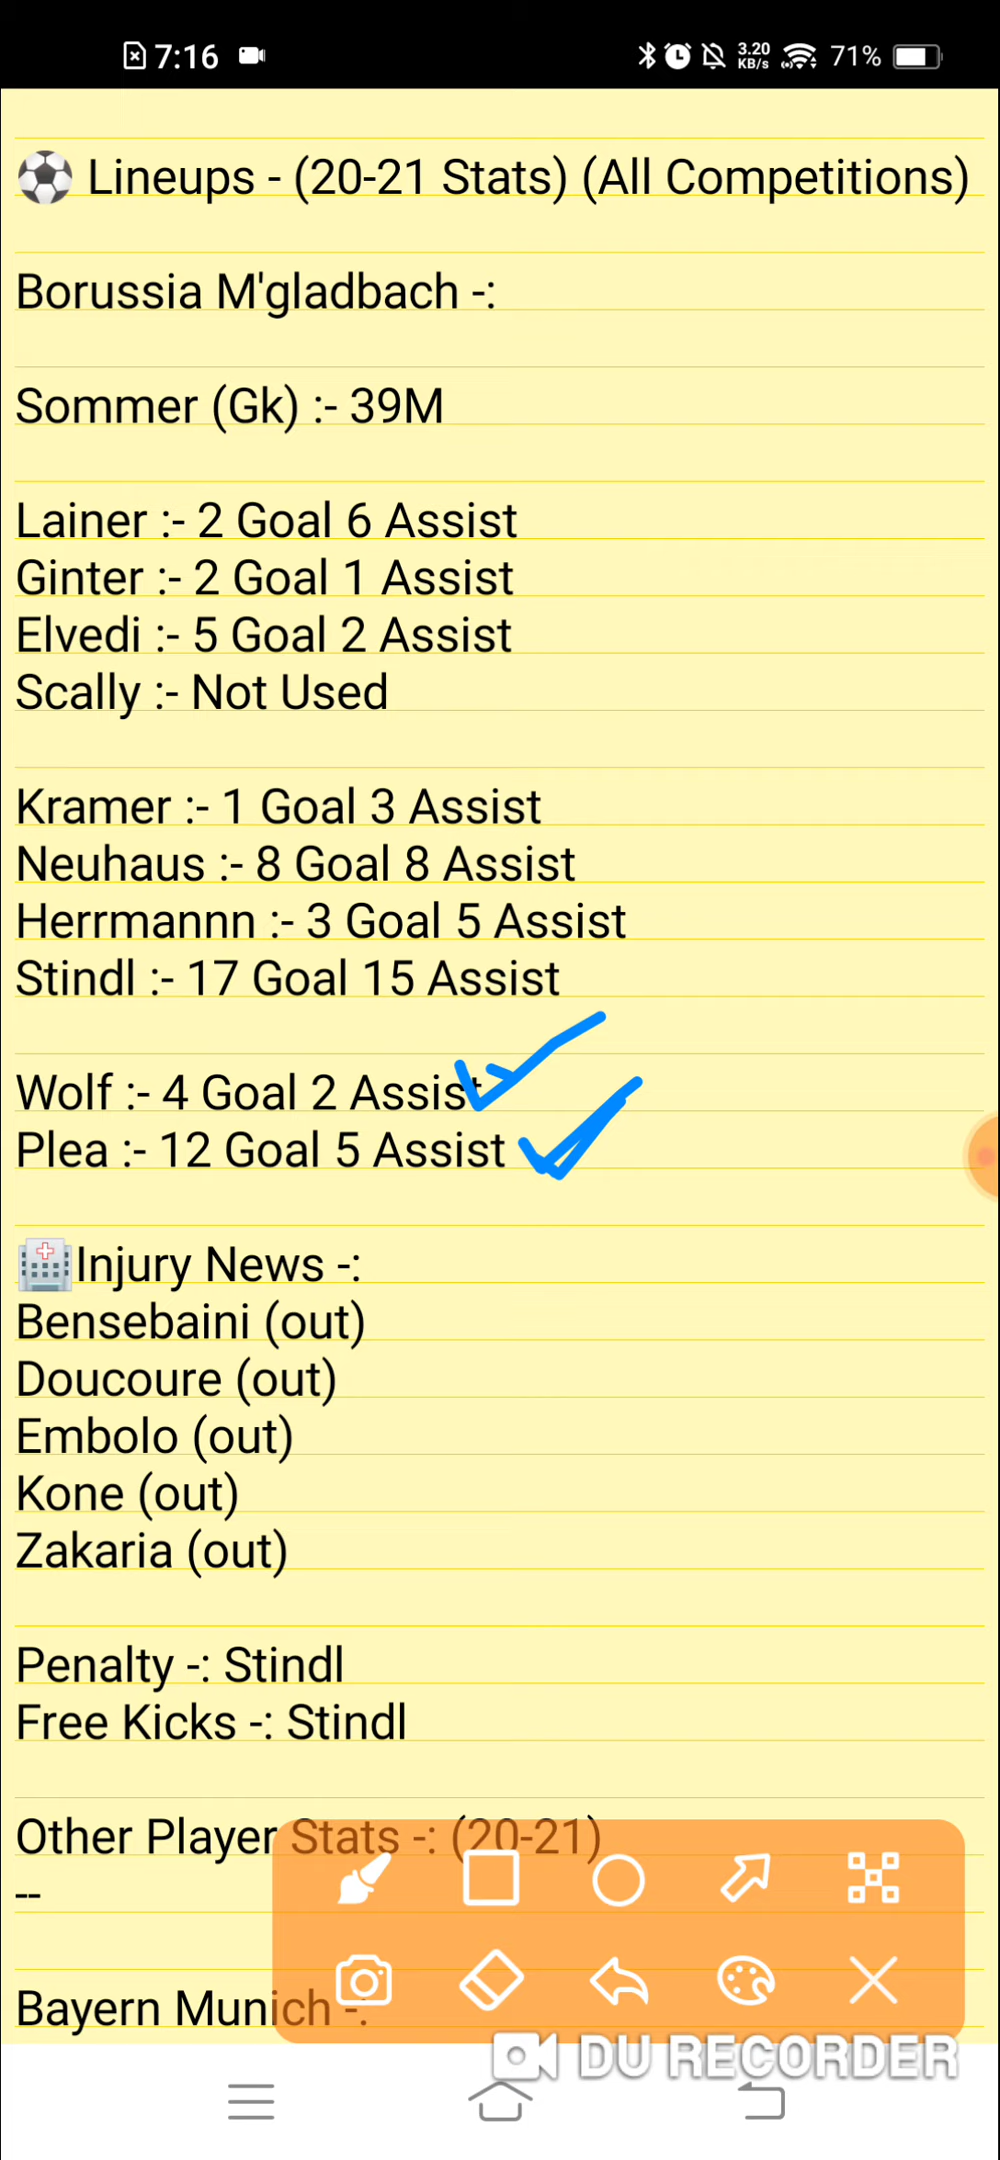 7:16 3.20 KB/s 71%
⚽ Lineups - (20-21 Stats) (All Competitions)
Borussia M'gladbach -:
Sommer (Gk) :- 39M
Lainer :- 2 Goal 6 Assist
Ginter :- 2 Goal 1 Assist
Elvedi :- 5 Goal 2 Assist
Scally :- Not Used
Kramer :- 1 Goal 3 Assist
Neuhaus :- 8 Goal 8 Assist
Herrmannn :- 3 Goal 5 Assist
Stindl :- 17 Goal 15 Assist
Wolf :- 4 Goal 2 Assist
Plea :- 12 Goal 5 Assist
🏥Injury News -:
Bensebaini (out)
Doucoure (out)
Embolo (out)
Kone (out)
Zakaria (out)
Penalty -: Stindl
Free Kicks -: Stindl
Other Player Stats -: (20-21)
--
Bayern Munich -:
DU RECORDER